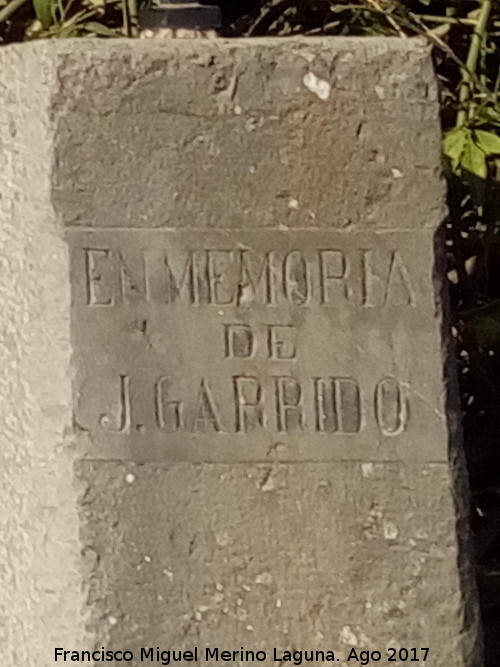 EN MEMORIA
DE
J. GARRIDO
Francisco Miguel Merino Laguna. Ago 2017